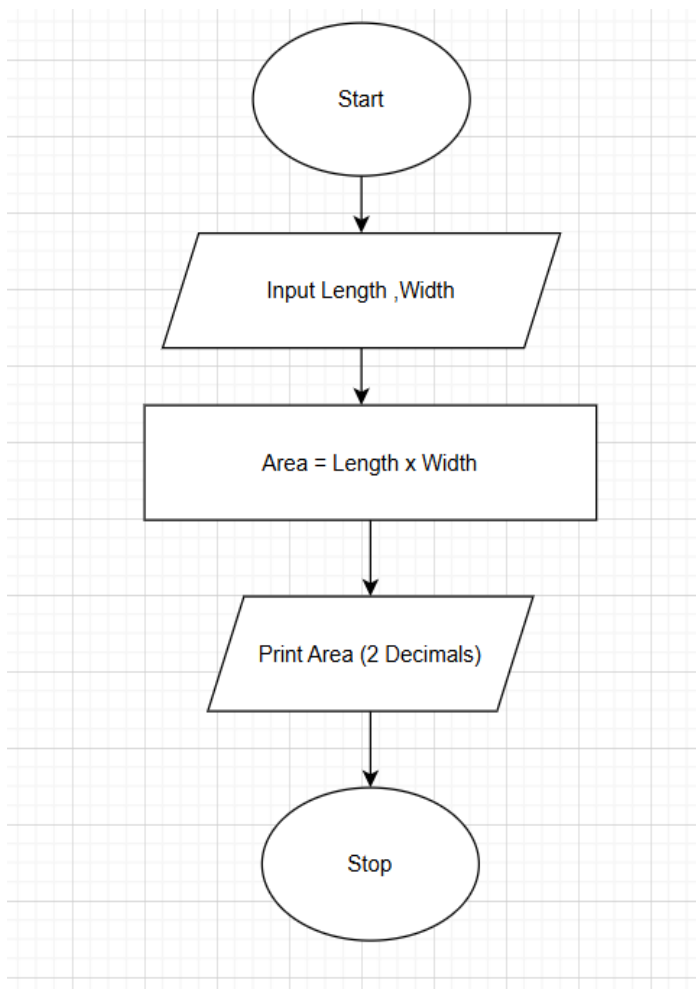 Start
Input Length ,Width
Area = Length x Width
Print Area (2 Decimals)
Stop